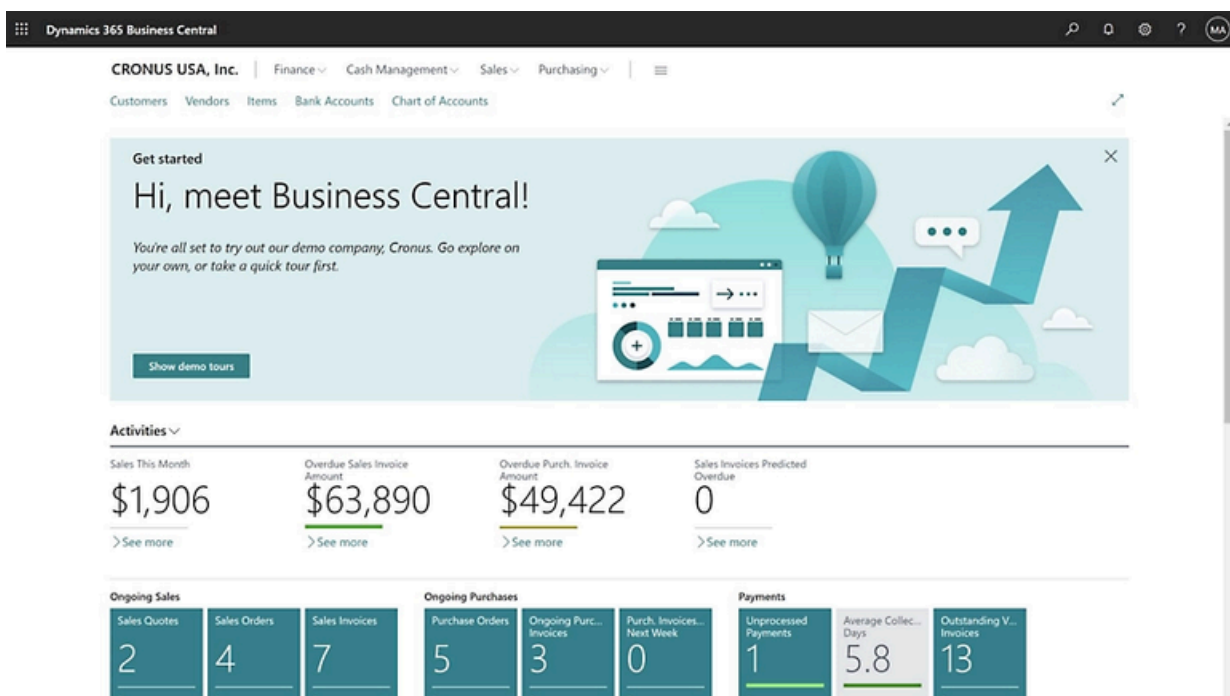 Dynamics 365 Business Central
MA
CRONUS USA, Inc.
Finance
Cash Management
Sales
Purchasing
Customers
Vendors
Items
Bank Accounts
Chart of Accounts
Get started
Hi, meet Business Central!
You're all set to try out our demo company, Cronus. Go explore on
your own, or take a quick tour first.
Show demo tours
Activities
Sales This Month
$1,906
See more
Overdue Sales Invoice
Amount
$63,890
See more
Overdue Purch. Invoice
Amount
$49,422
See more
Sales Invoices Predicted
Overdue
0
See more
Ongoing Sales
Sales Quotes
2
Sales Orders
4
Sales Invoices
7
Ongoing Purchases
Purchase Orders
5
Ongoing Purc...
Invoices
3
Purch. Invoices...
Next Week
0
Payments
Unprocessed
Payments
1
Average Collec...
Days
5.8
Outstanding V...
Invoices
13